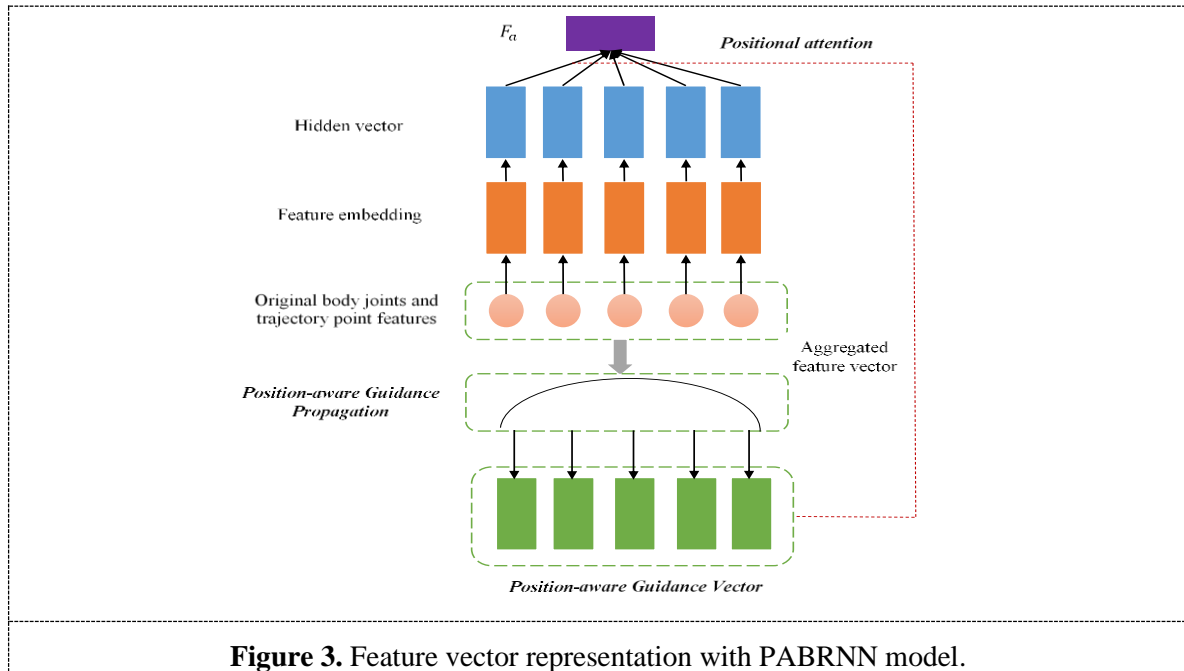 Fₐ
Positional attention
Hidden vector
Feature embedding
Original body joints and
trajectory point features
Aggregated
feature vector
Position-aware Guidance
Propagation
Position-aware Guidance Vector
Figure 3. Feature vector representation with PABRNN model.